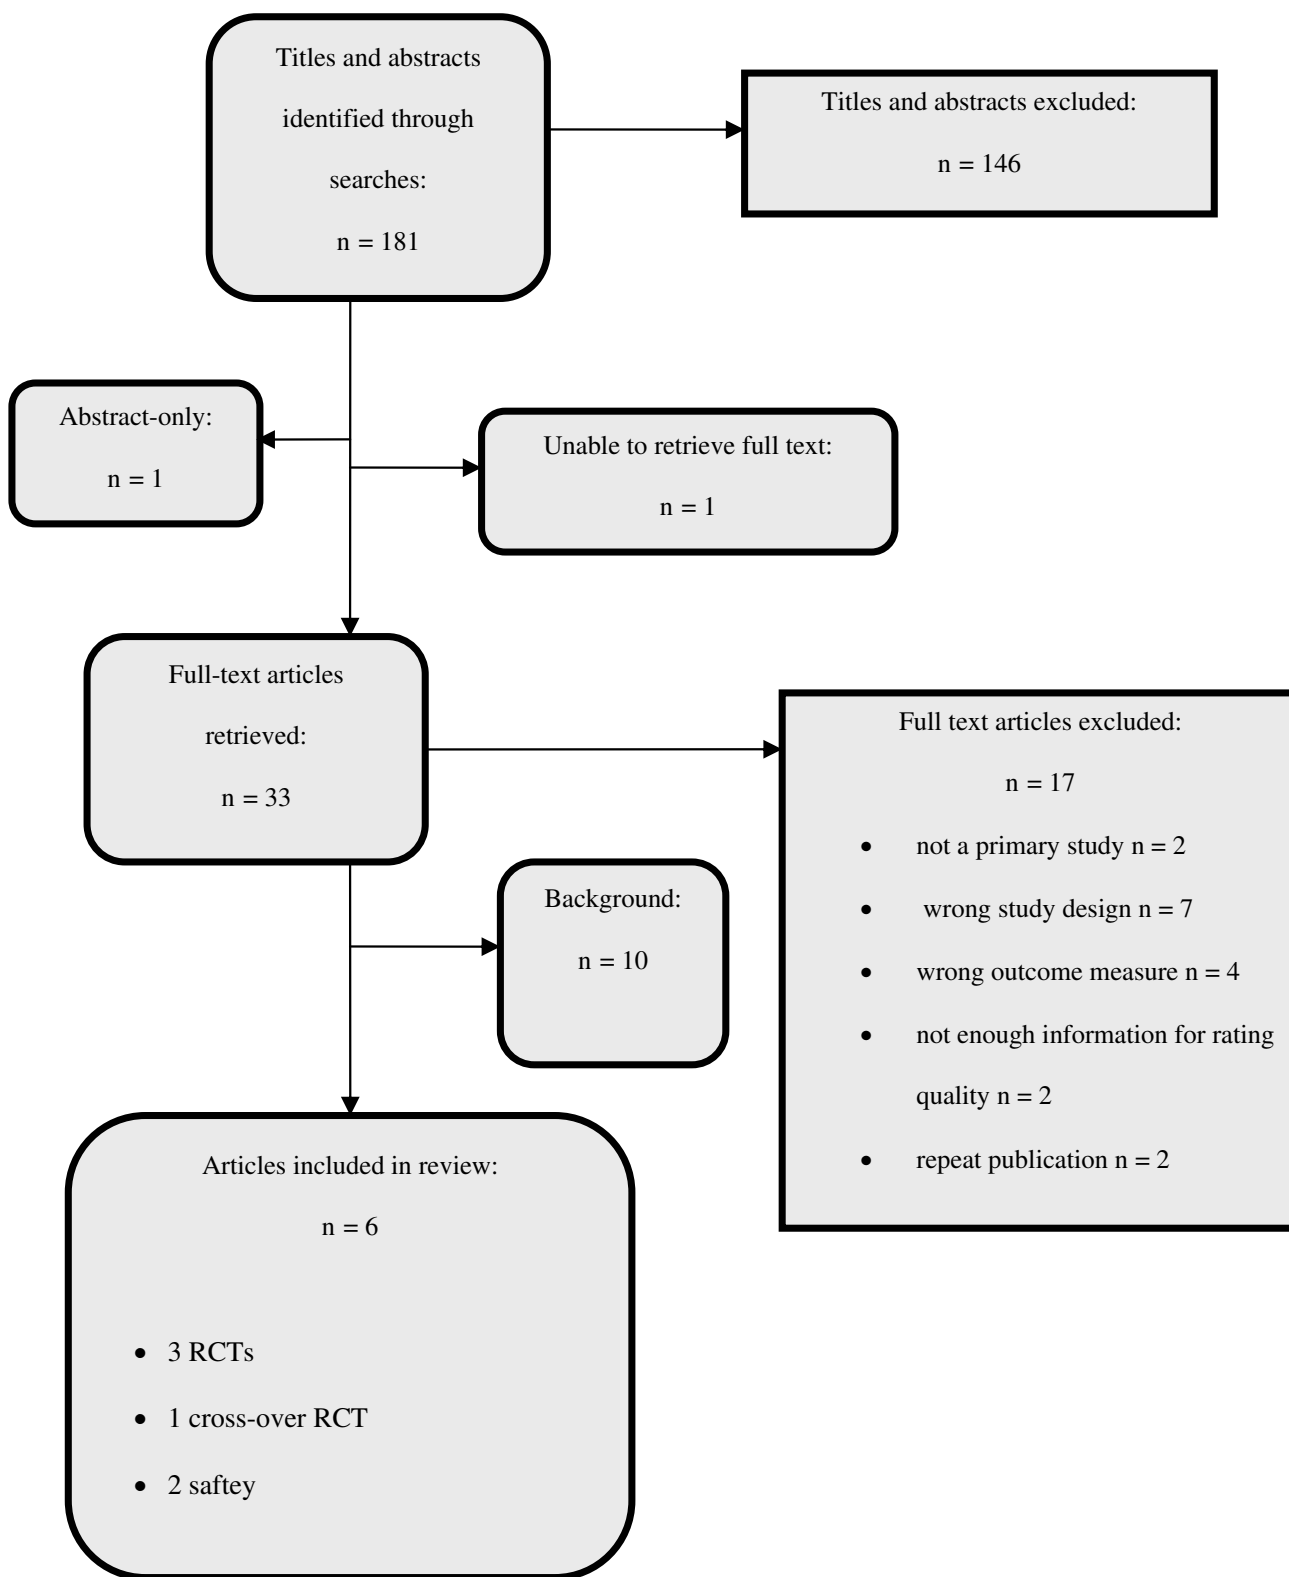 Titles and abstracts
identified through
searches:
n = 181
Titles and abstracts excluded:
n = 146
Abstract-only:
n = 1
Unable to retrieve full text:
n = 1
Full-text articles
retrieved:
n = 33
Full text articles excluded:
n = 17
• not a primary study n = 2
• wrong study design n = 7
• wrong outcome measure n = 4
• not enough information for rating
quality n = 2
• repeat publication n = 2
Background:
n = 10
Articles included in review:
n = 6
• 3 RCTs
• 1 cross-over RCT
• 2 saftey